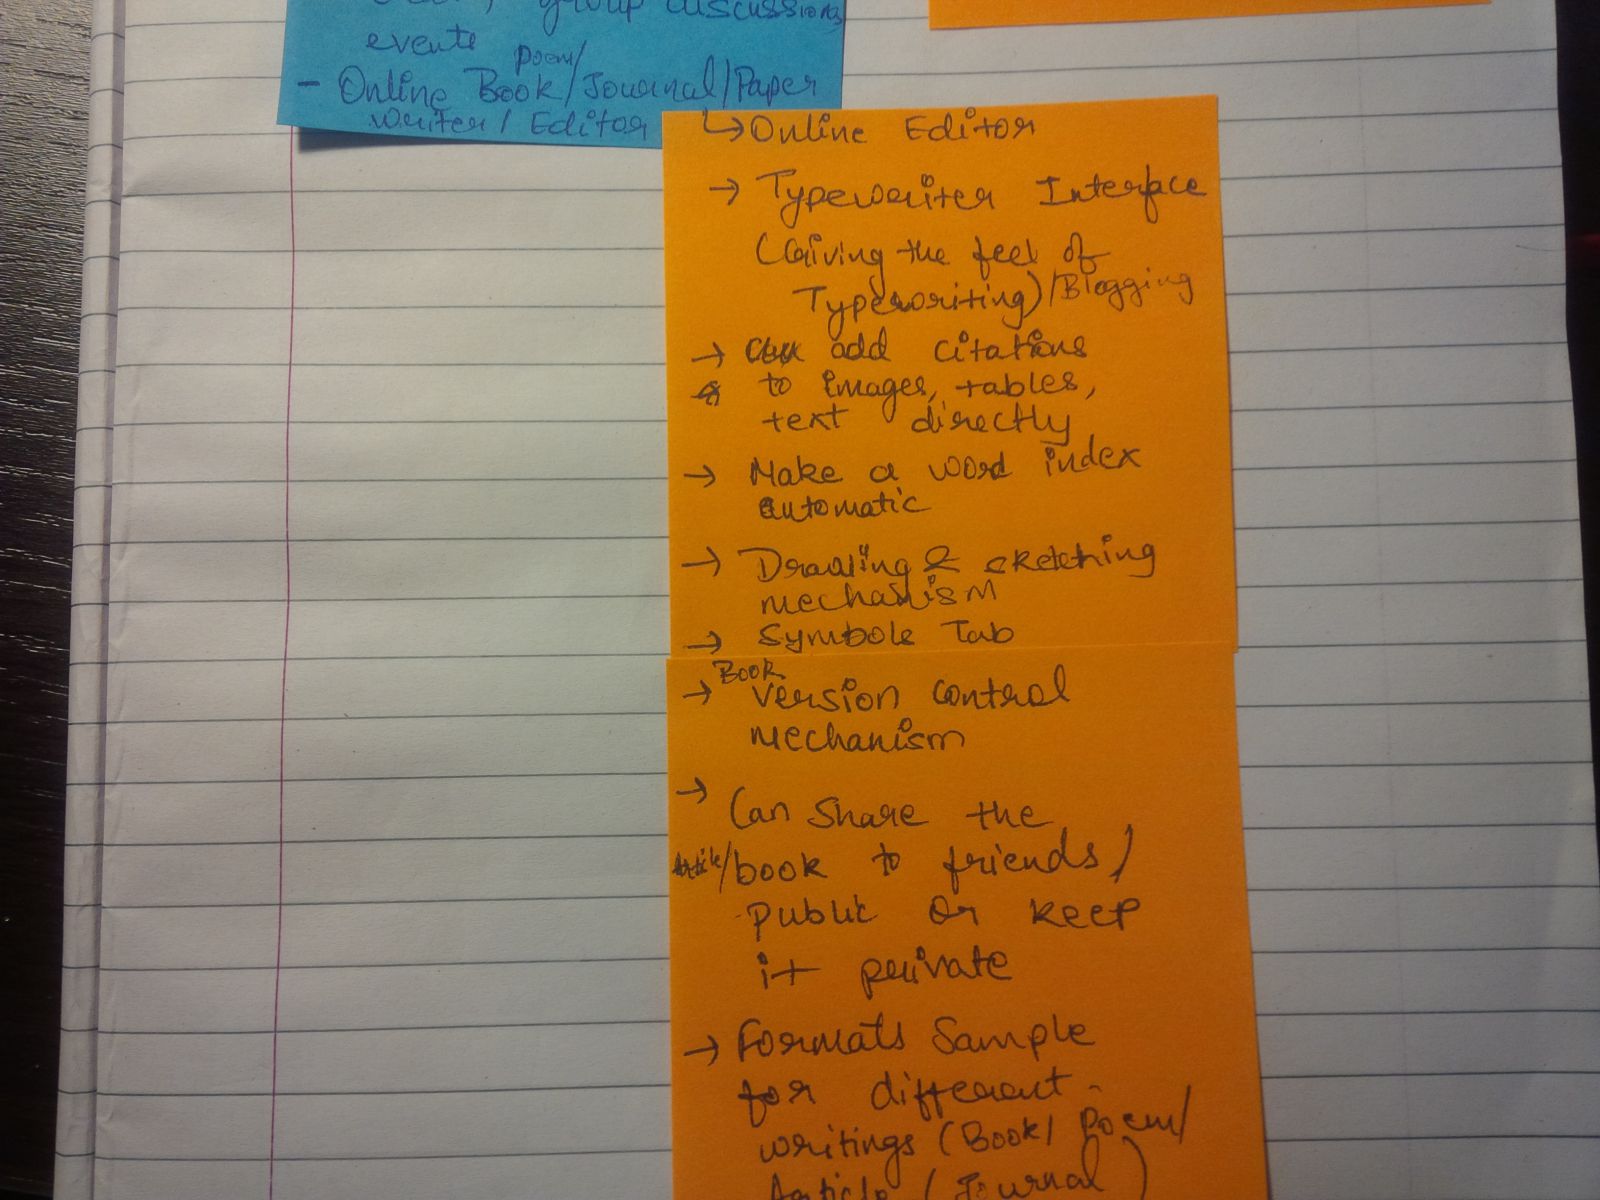 group discussions,
events
poem/
- Online Book/Journal/Paper
writer/Editor
↳ Online Editor
→ Typewriter Interface
(Giving the feel of
Typewriting)/Blogging
→ add citations
to images, tables,
text directly
→ Make a word index
automatic
→ Drawing & sketching
mechanism
→ Symbols Tab
Book
→ version control
mechanism
→ Can Share the
Article/book to friends/
public or keep
it private
→ Formats Sample
for different
writings (Book/Poem/
Article/Journal)